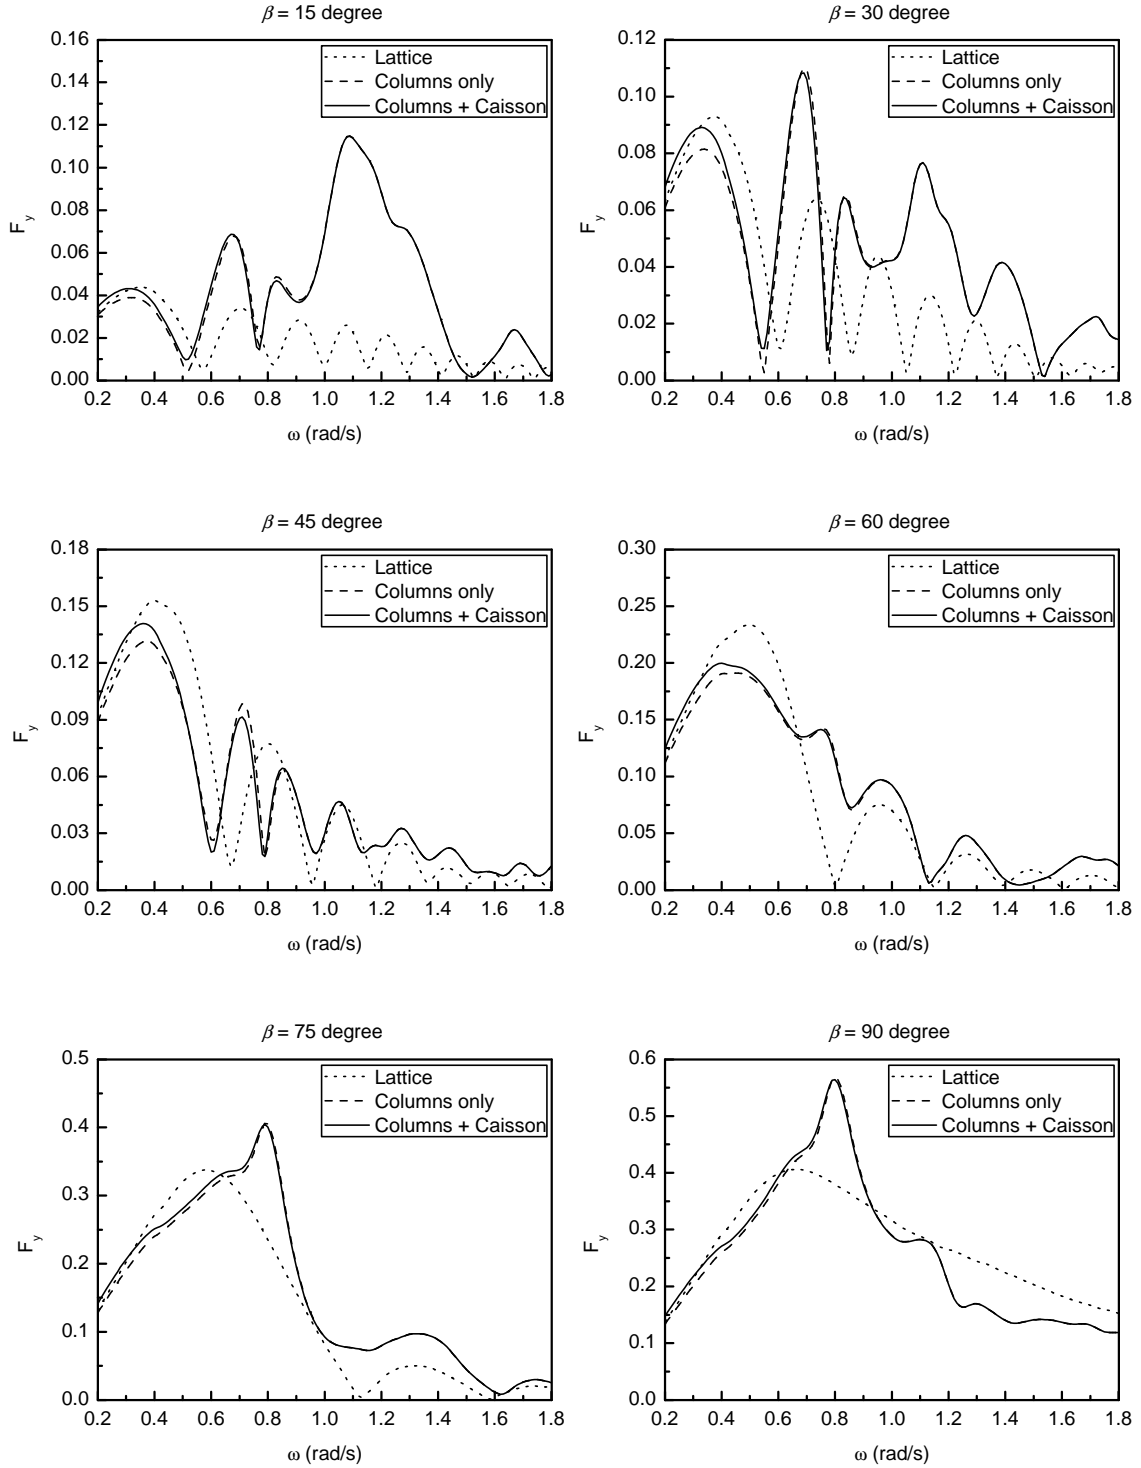 β = 15 degree
Lattice
Columns only
Columns + Caisson
0.16
0.14
0.12
0.10
0.08
0.06
0.04
0.02
0.00
F_y
0.2 0.4 0.6 0.8 1.0 1.2 1.4 1.6 1.8
ω (rad/s)
β = 30 degree
Lattice
Columns only
Columns + Caisson
0.12
0.10
0.08
0.06
0.04
0.02
0.00
F_y
0.2 0.4 0.6 0.8 1.0 1.2 1.4 1.6 1.8
ω (rad/s)
β = 45 degree
Lattice
Columns only
Columns + Caisson
0.18
0.15
0.12
0.09
0.06
0.03
0.00
F_y
0.2 0.4 0.6 0.8 1.0 1.2 1.4 1.6 1.8
ω (rad/s)
β = 60 degree
Lattice
Columns only
Columns + Caisson
0.30
0.25
0.20
0.15
0.10
0.05
0.00
F_y
0.2 0.4 0.6 0.8 1.0 1.2 1.4 1.6 1.8
ω (rad/s)
β = 75 degree
Lattice
Columns only
Columns + Caisson
0.5
0.4
0.3
0.2
0.1
0.0
F_y
0.2 0.4 0.6 0.8 1.0 1.2 1.4 1.6 1.8
ω (rad/s)
β = 90 degree
Lattice
Columns only
Columns + Caisson
0.6
0.5
0.4
0.3
0.2
0.1
0.0
F_y
0.2 0.4 0.6 0.8 1.0 1.2 1.4 1.6 1.8
ω (rad/s)